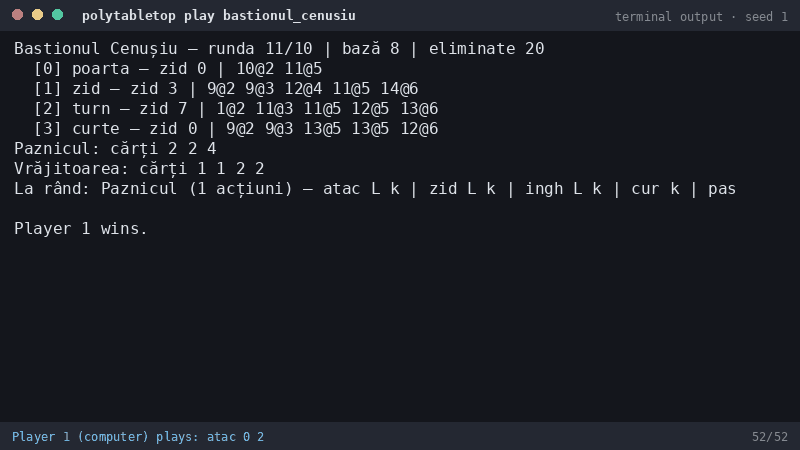 polytabletop play bastionul_cenusiu
terminal output · seed 1
Bastionul Cenușiu — runda 11/10 | bază 8 | eliminate 20
[0] poarta — zid 0 | 10@2 11@5
[1] zid — zid 3 | 9@2 9@3 12@4 11@5 14@6
[2] turn — zid 7 | 1@2 11@3 11@5 12@5 13@6
[3] curte — zid 0 | 9@2 9@3 13@5 13@5 12@6
Paznicul: cărți 2 2 4
Vrăjitoarea: cărți 1 1 2 2
La rând: Paznicul (1 acțiuni) — atac L k | zid L k | ingh L k | cur k | pas
Player 1 wins.
Player 1 (computer) plays: atac 0 2
52/52